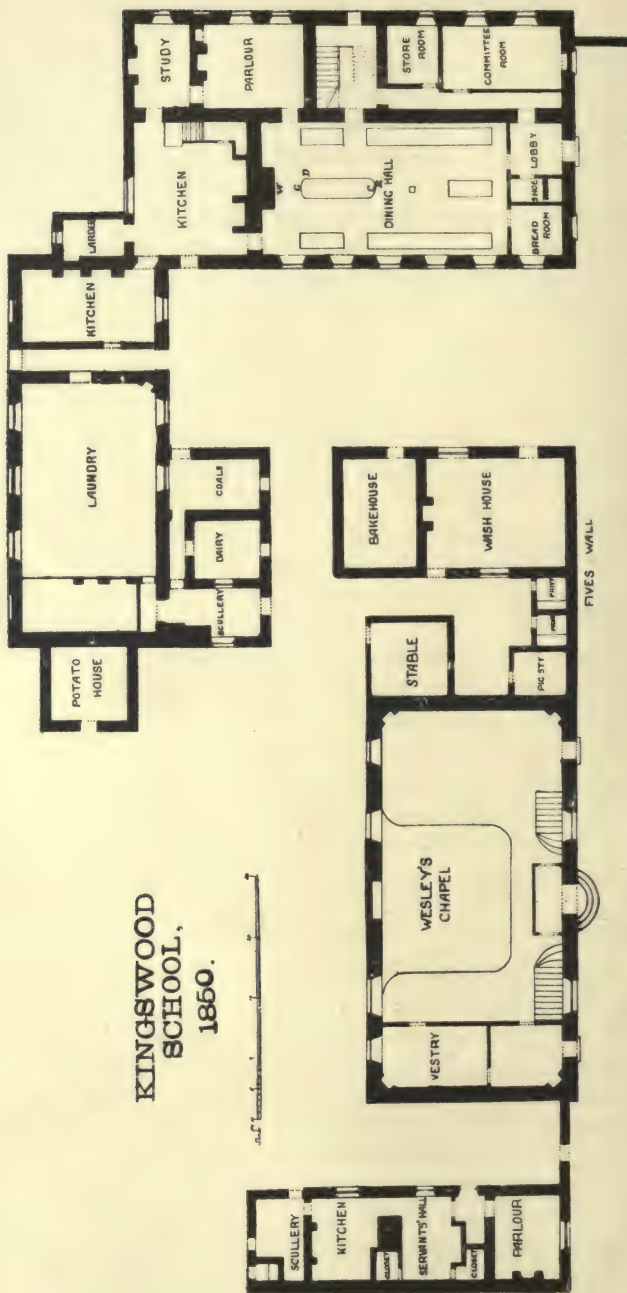 KINGSWOOD
SCHOOL,
1850.
STUDY
PARLOUR
STORE
ROOM
COMMITTEE
ROOM
KITCHEN
LARDER
KITCHEN
W
G
D
C
R
DINING HALL
LOBBY
SHOE
BREAD
ROOM
LAUNDRY
COALS
DAIRY
SCULLERY
POTATO
HOUSE
BAKEHOUSE
WASH HOUSE
FIVES WALL
STABLE
PIG STY
PRIVY
WESLEY'S
CHAPEL
VESTRY
SCULLERY
KITCHEN
CLOSET
SERVANTS' HALL
CLOSET
PARLOUR